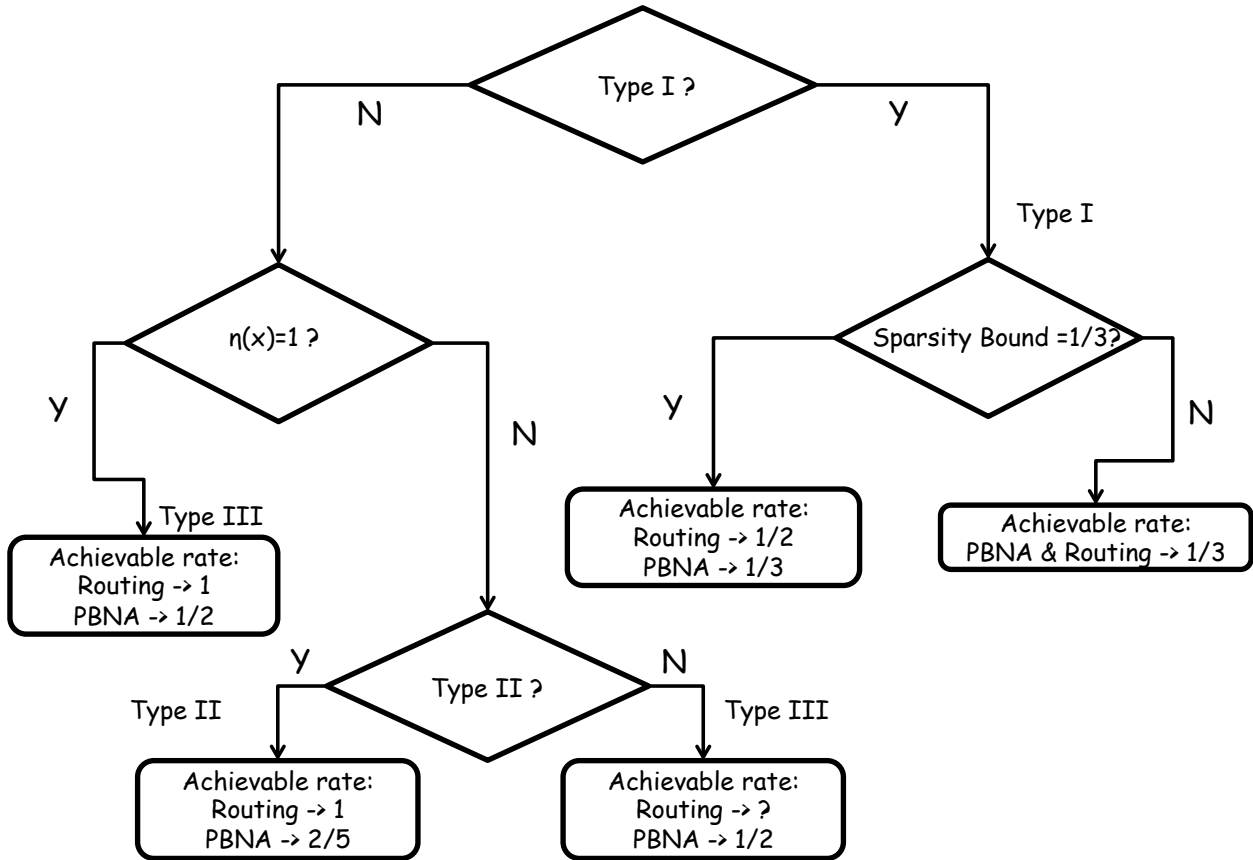 Type I ?
N
Y
Type I
η(x)=1 ?
Sparsity Bound =1/3?
Y
N
Y
N
Type III
Achievable rate:
Routing -> 1
PBNA -> 1/2
Achievable rate:
Routing -> 1/2
PBNA -> 1/3
Achievable rate:
PBNA & Routing -> 1/3
Y
N
Type II ?
Type II
Type III
Achievable rate:
Routing -> 1
PBNA -> 2/5
Achievable rate:
Routing -> ?
PBNA -> 1/2